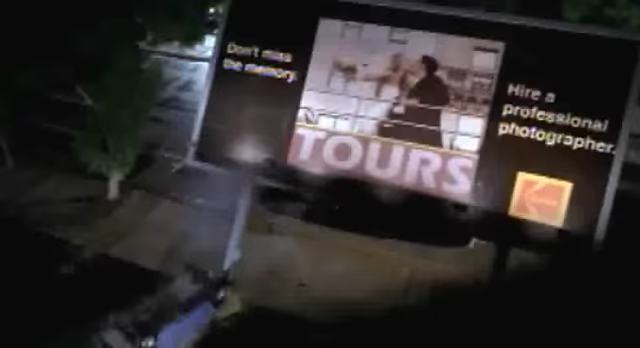 Don't miss
the memory.
TOURS
Hire a
professional
photographer.